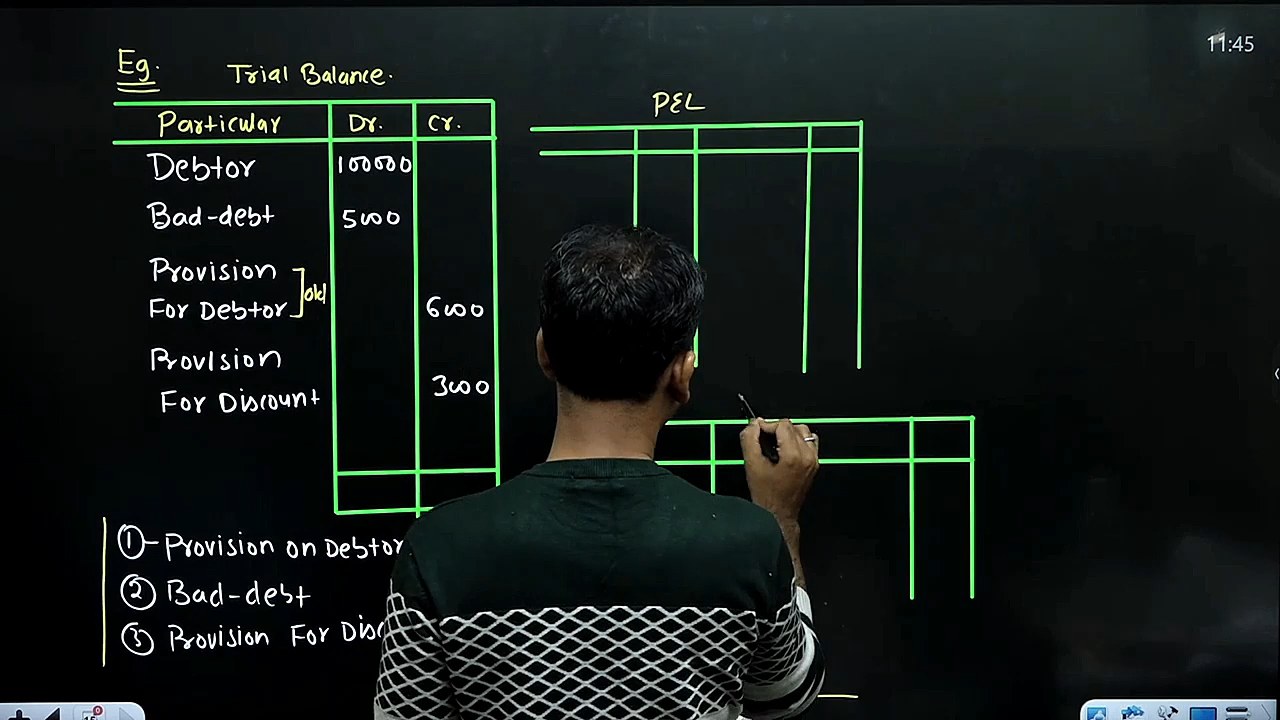 11:45
Eg. Trial Balance.
P&L
Particular Dr. Cr.
Debtor 100000
Bad-debt 5000
Provision
For Debtor old 6000
Provision
For Discount 3000
① - Provision on Debtor
② Bad-debt
③ Provision For Disc